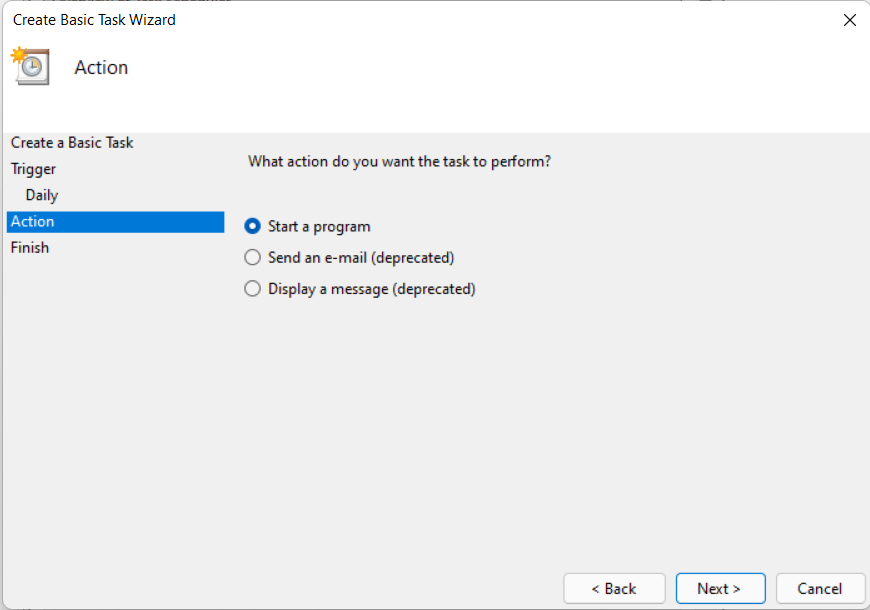 Create Basic Task Wizard
Action
Create a Basic Task
Trigger
Daily
Action
Finish
What action do you want the task to perform?
Start a program
Send an e-mail (deprecated)
Display a message (deprecated)
< Back
Next >
Cancel